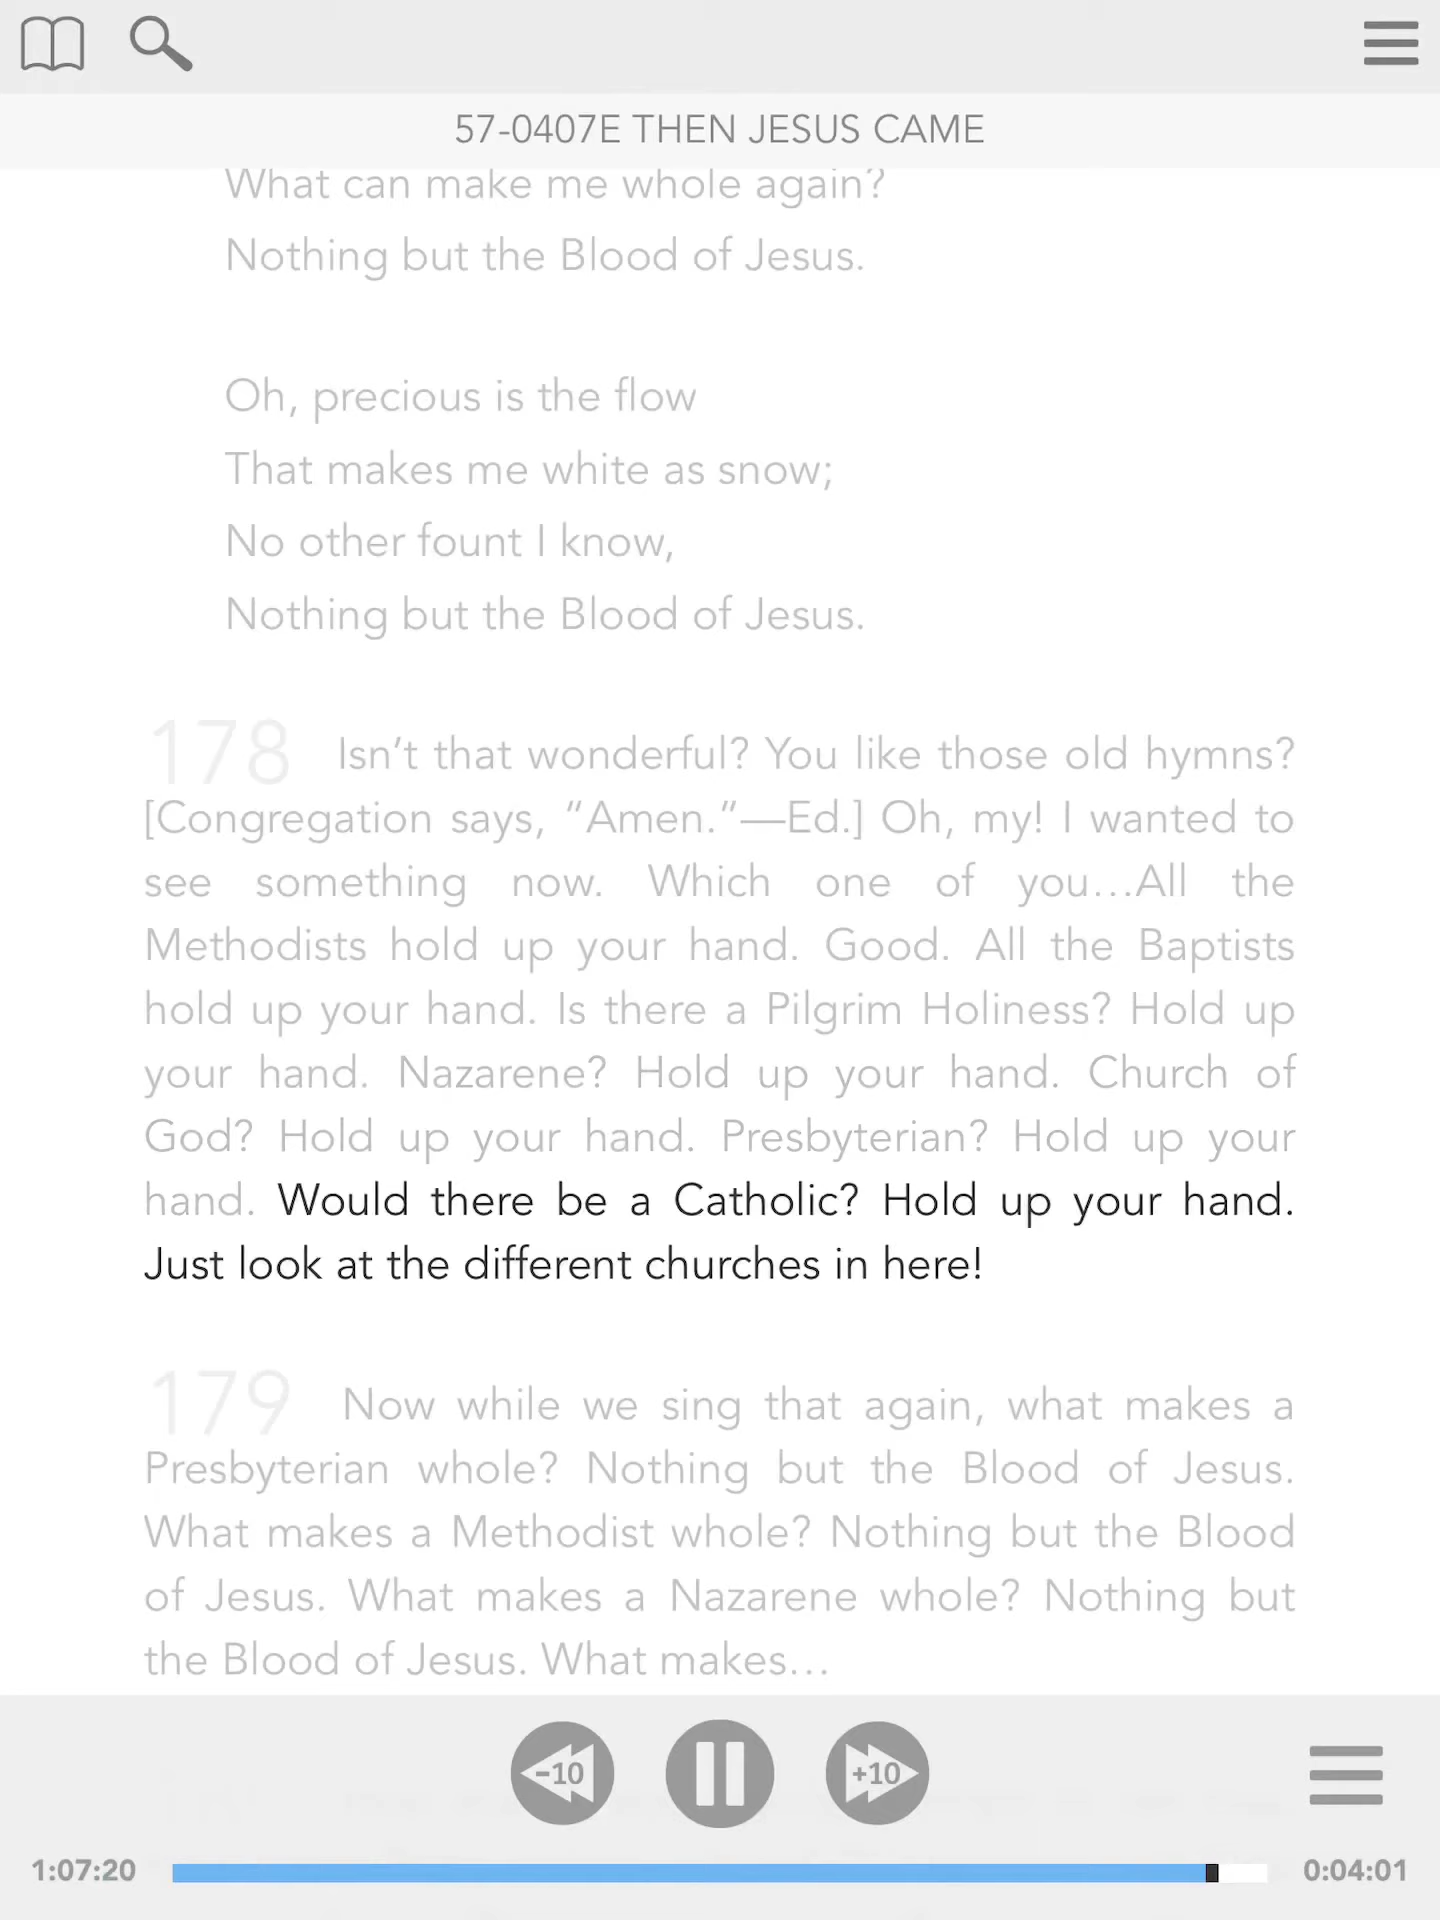 57-0407E THEN JESUS CAME
What can make me whole again?
Nothing but the Blood of Jesus.
Oh, precious is the flow
That makes me white as snow;
No other fount I know,
Nothing but the Blood of Jesus.
178 Isn’t that wonderful? You like those old hymns?
[Congregation says, “Amen.”—Ed.] Oh, my! I wanted to
see something now. Which one of you…All the
Methodists hold up your hand. Good. All the Baptists
hold up your hand. Is there a Pilgrim Holiness? Hold up
your hand. Nazarene? Hold up your hand. Church of
God? Hold up your hand. Presbyterian? Hold up your
hand. Would there be a Catholic? Hold up your hand.
Just look at the different churches in here!
179 Now while we sing that again, what makes a
Presbyterian whole? Nothing but the Blood of Jesus.
What makes a Methodist whole? Nothing but the Blood
of Jesus. What makes a Nazarene whole? Nothing but
the Blood of Jesus. What makes…
-10 +10
1:07:20 0:04:01